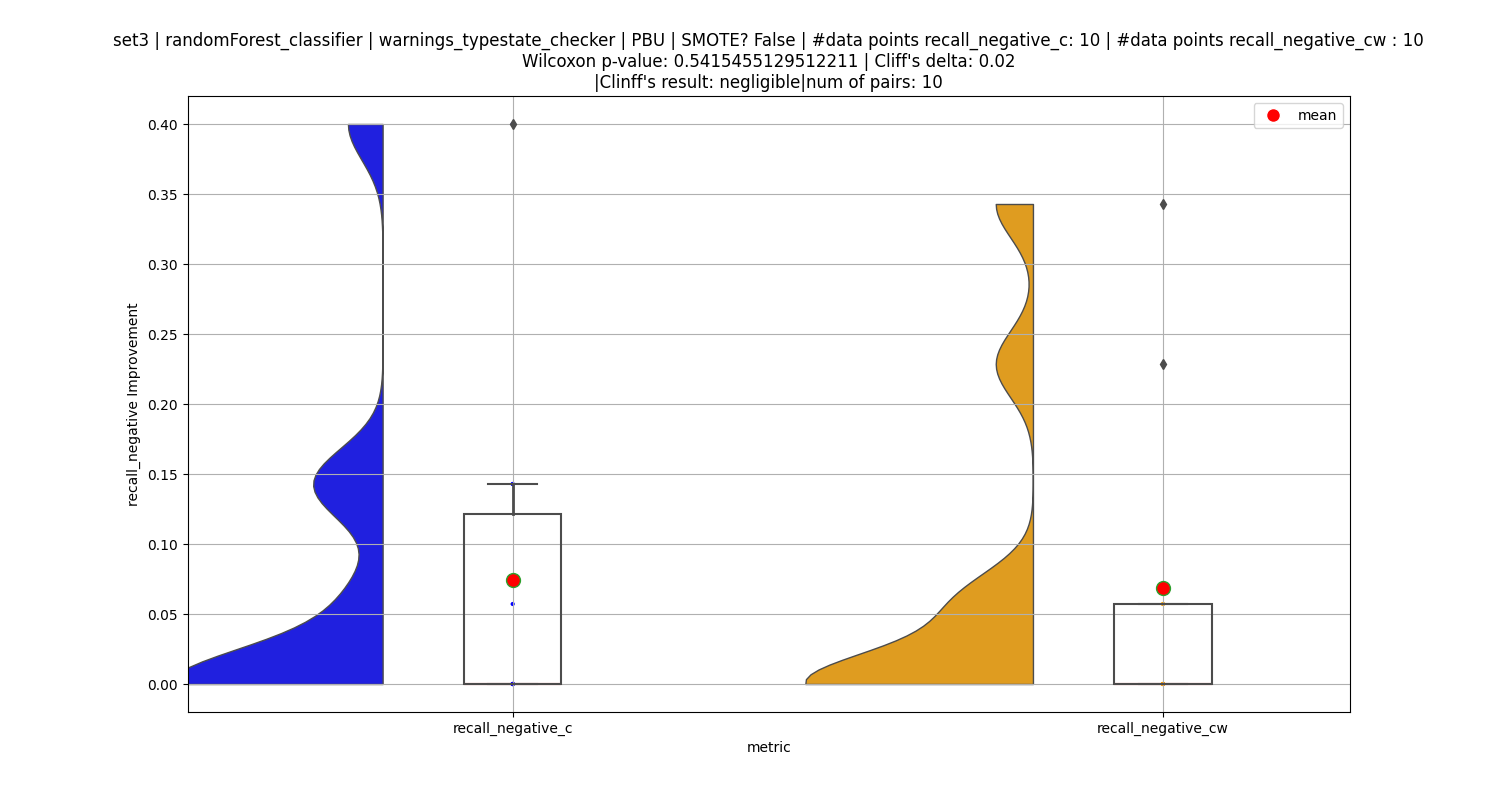 set3 | randomForest_classifier | warnings_typestate_checker | PBU | SMOTE? False | #data points recall_negative_c: 10 | #data points recall_negative_cw : 10
Wilcoxon p-value: 0.5415455129512211 | Cliff's delta: 0.02
|Clinff's result: negligible|num of pairs: 10
mean
0.40
0.35
0.30
0.25
0.20
0.15
0.10
0.05
0.00
recall_negative Improvement
recall_negative_c
recall_negative_cw
metric